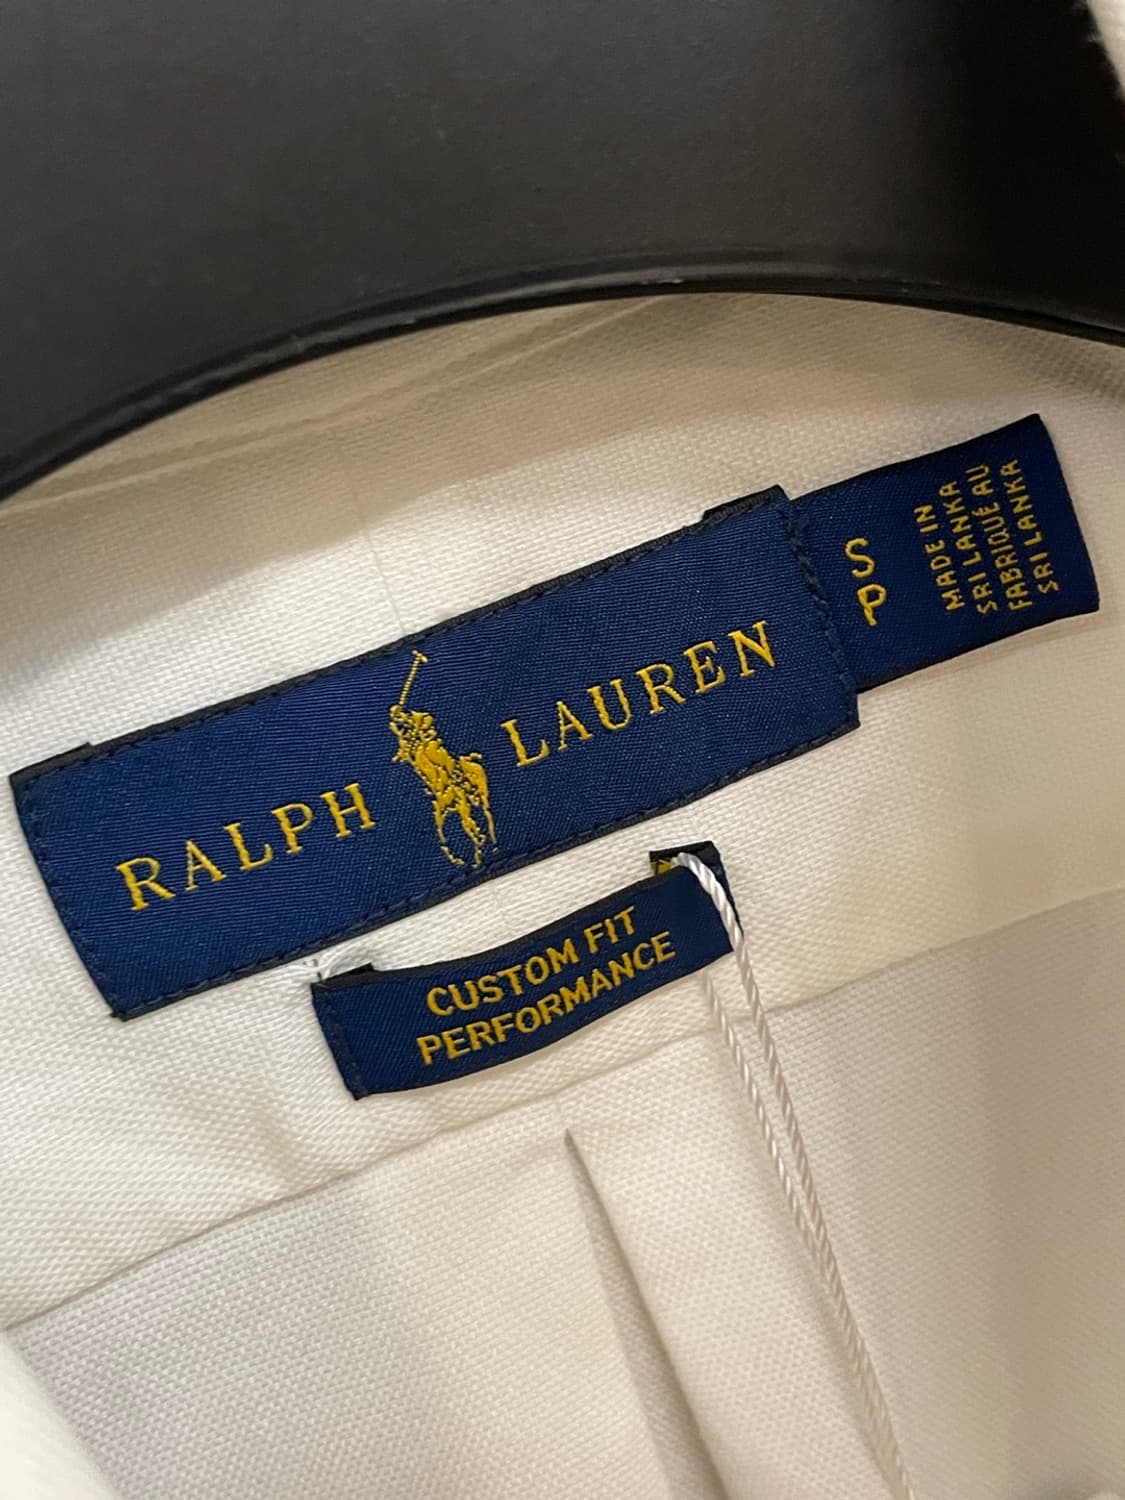 RALPH LAUREN
S
P
MADE IN
SRI LANKA
FABRIQUÉ AU
SRI LANKA
CUSTOM FIT
PERFORMANCE